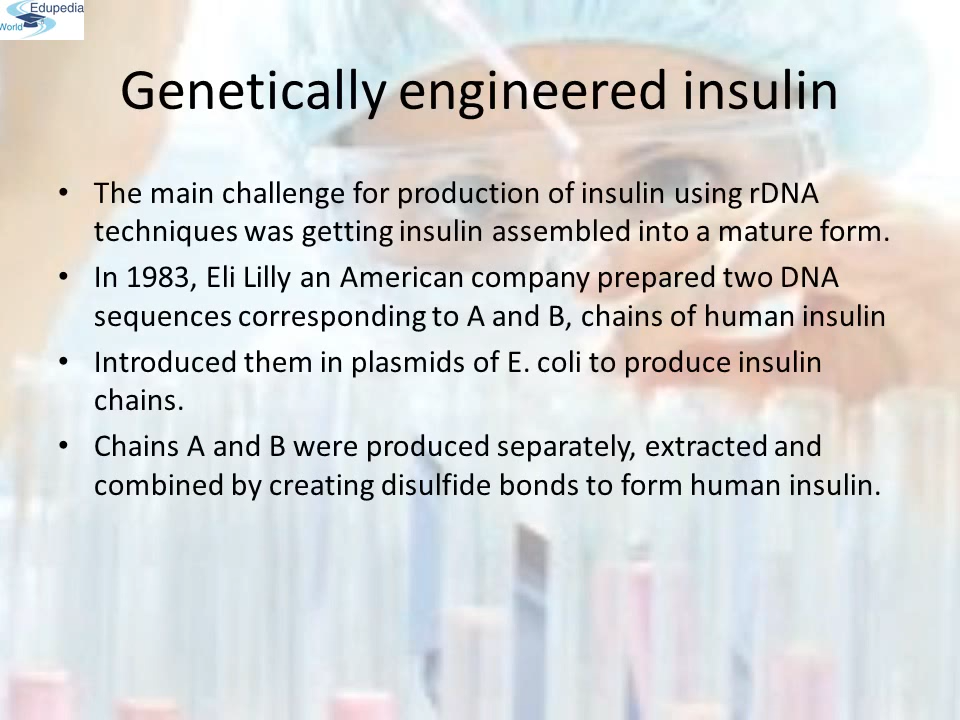 Edupedia
World
Genetically engineered insulin
• The main challenge for production of insulin using rDNA
techniques was getting insulin assembled into a mature form.
• In 1983, Eli Lilly an American company prepared two DNA
sequences corresponding to A and B, chains of human insulin
• Introduced them in plasmids of E. coli to produce insulin
chains.
• Chains A and B were produced separately, extracted and
combined by creating disulfide bonds to form human insulin.